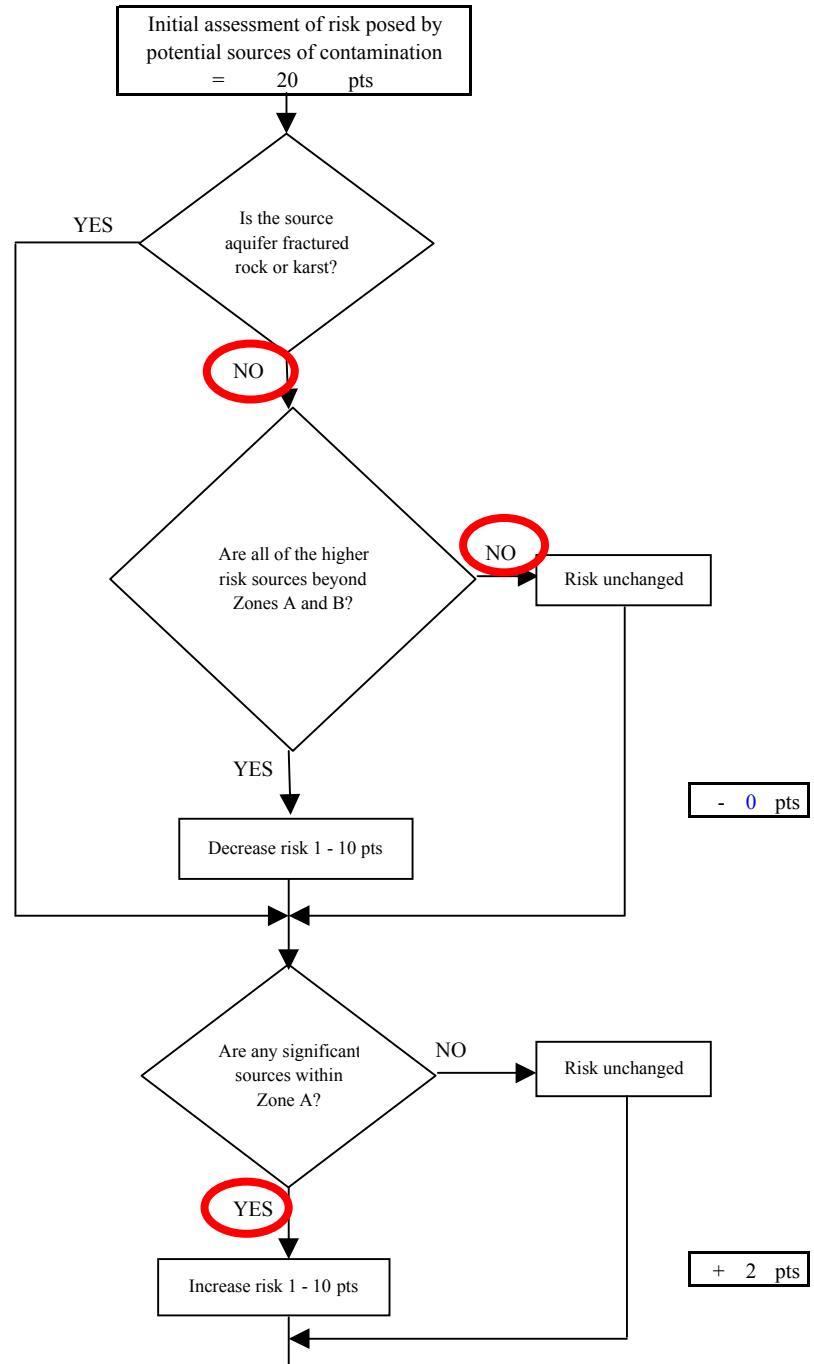 Initial assessment of risk posed by
potential sources of contamination
= 20 pts
YES
Is the source
aquifer fractured
rock or karst?
NO
Are all of the higher
risk sources beyond
Zones A and B?
NO
Risk unchanged
YES
- 0 pts
Decrease risk 1 - 10 pts
Are any significant
sources within
Zone A?
NO
Risk unchanged
YES
+ 2 pts
Increase risk 1 - 10 pts